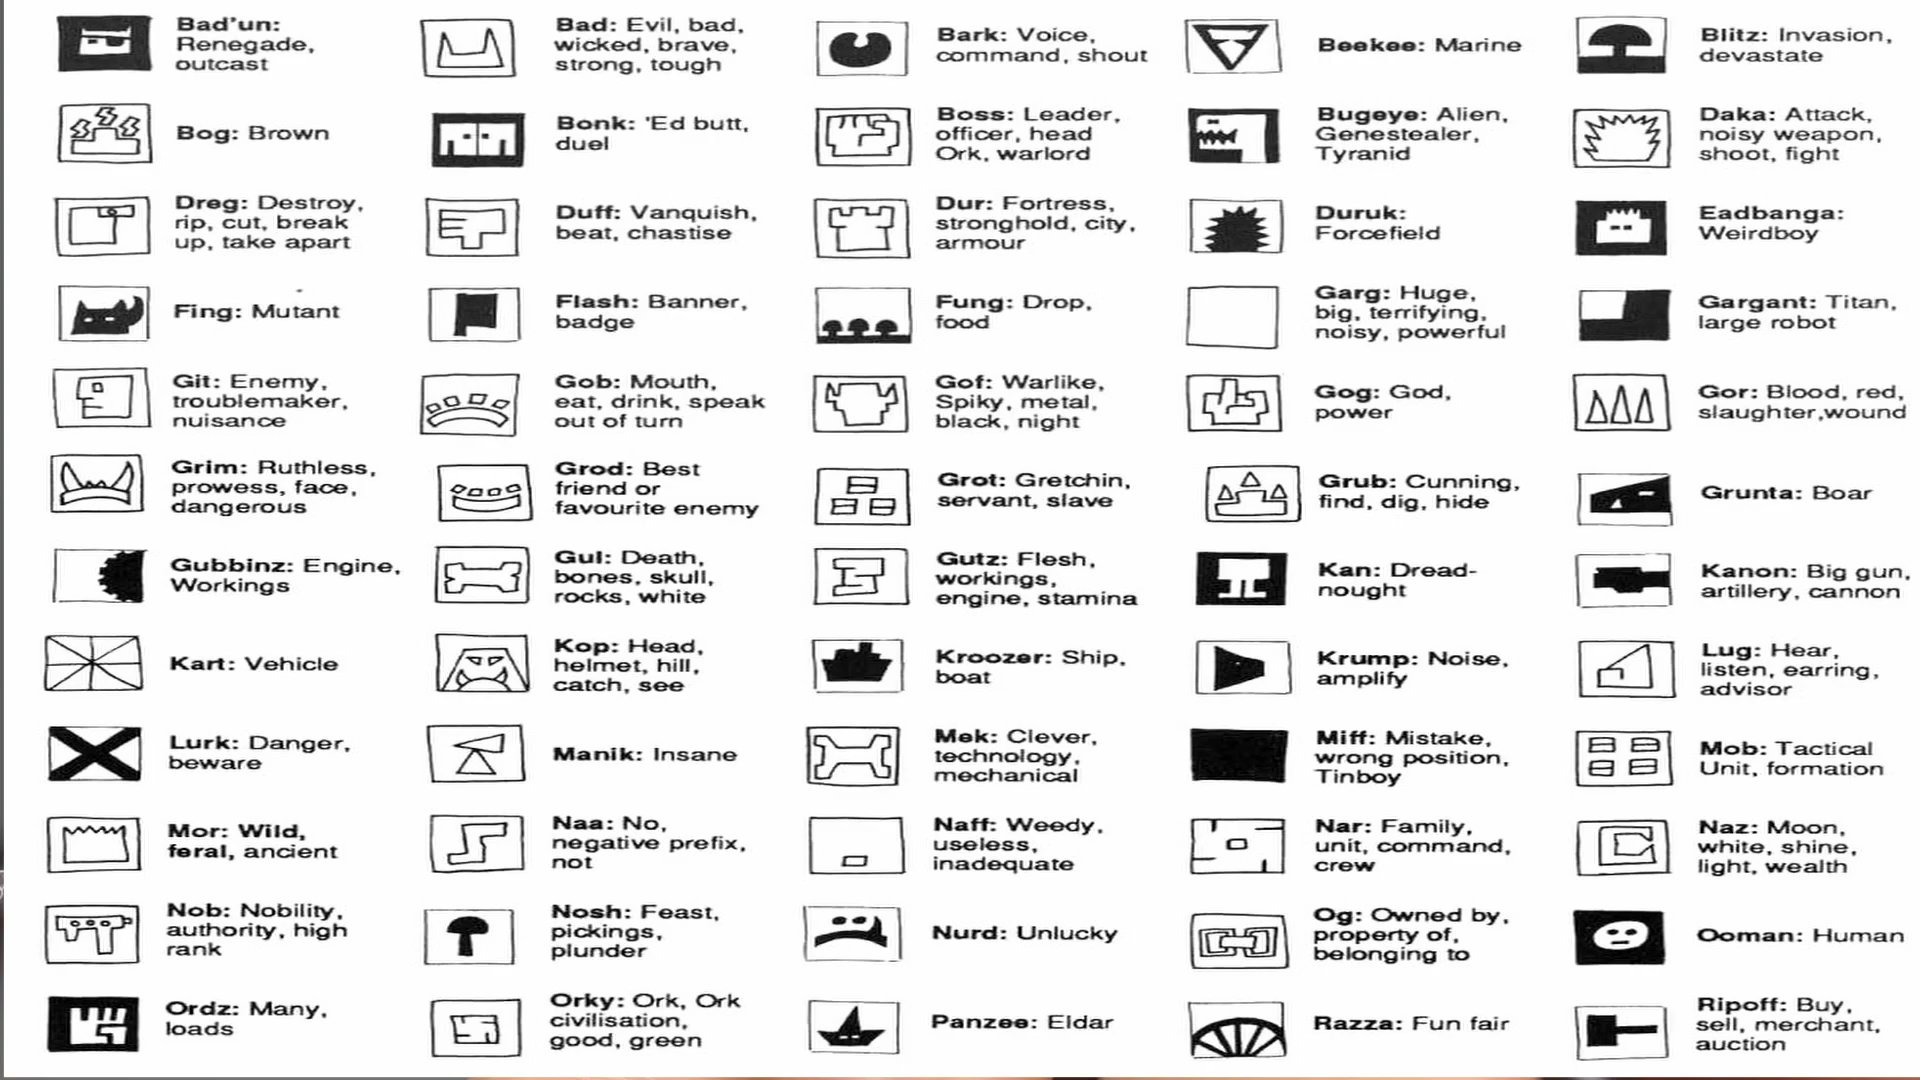 Bad'un:
Renegade,
outcast
Bad: Evil, bad,
wicked, brave,
strong, tough
Bark: Voice,
command, shout
Beekee: Marine
Blitz: Invasion,
devastate
Bog: Brown
Bonk: 'Ed butt,
duel
Boss: Leader,
officer, head
Ork, warlord
Bugeye: Alien,
Genestealer,
Tyranid
Daka: Attack,
noisy weapon,
shoot, fight
Dreg: Destroy,
rip, cut, break
up, take apart
Duff: Vanquish,
beat, chastise
Dur: Fortress,
stronghold, city,
armour
Duruk:
Forcefield
Eadbanga:
Weirdboy
Fing: Mutant
Flash: Banner,
badge
Fung: Drop,
food
Garg: Huge,
big, terrifying,
noisy, powerful
Gargant: Titan,
large robot
Git: Enemy,
troublemaker,
nuisance
Gob: Mouth,
eat, drink, speak
out of turn
Gof: Warlike,
Spiky, metal,
black, night
Gog: God,
power
Gor: Blood, red,
slaughter,wound
Grim: Ruthless,
prowess, face,
dangerous
Grod: Best
friend or
favourite enemy
Grot: Gretchin,
servant, slave
Grub: Cunning,
find, dig, hide
Grunta: Boar
Gubbinz: Engine,
Workings
Gul: Death,
bones, skull,
rocks, white
Gutz: Flesh,
workings,
engine, stamina
Kan: Dread-
nought
Kanon: Big gun,
artillery, cannon
Kart: Vehicle
Kop: Head,
helmet, hill,
catch, see
Kroozer: Ship,
boat
Krump: Noise,
amplify
Lug: Hear,
listen, earring,
advisor
Lurk: Danger,
beware
Manik: Insane
Mek: Clever,
technology,
mechanical
Miff: Mistake,
wrong position,
Tinboy
Mob: Tactical
Unit, formation
Mor: Wild,
feral, ancient
Naa: No,
negative prefix,
not
Naff: Weedy,
useless,
inadequate
Nar: Family,
unit, command,
crew
Naz: Moon,
white, shine,
light, wealth
Nob: Nobility,
authority, high
rank
Nosh: Feast,
pickings,
plunder
Nurd: Unlucky
Og: Owned by,
property of,
belonging to
Ooman: Human
Ordz: Many,
loads
Orky: Ork, Ork
civilisation,
good, green
Panzee: Eldar
Razza: Fun fair
Ripoff: Buy,
sell, merchant,
auction